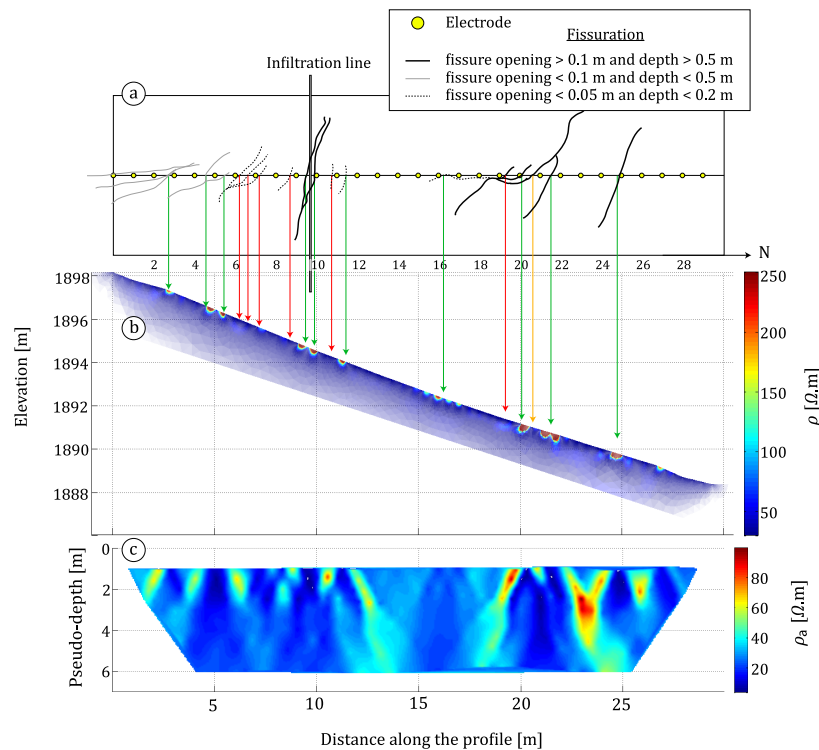 Electrode
Fissuration
fissure opening > 0.1 m and depth > 0.5 m
fissure opening < 0.1 m and depth < 0.5 m
fissure opening < 0.05 m an depth < 0.2 m
Infiltration line
a
2 4 6 8 10 12 14 16 18 20 22 24 26 28 N
1898
1896
1894
1892
1890
1888
Elevation [m]
b
250
200
150
100
50
ρ [Ω.m]
c
0
2
4
6
Pseudo-depth [m]
80
60
40
20
ρa [Ω.m]
5 10 15 20 25
Distance along the profile [m]